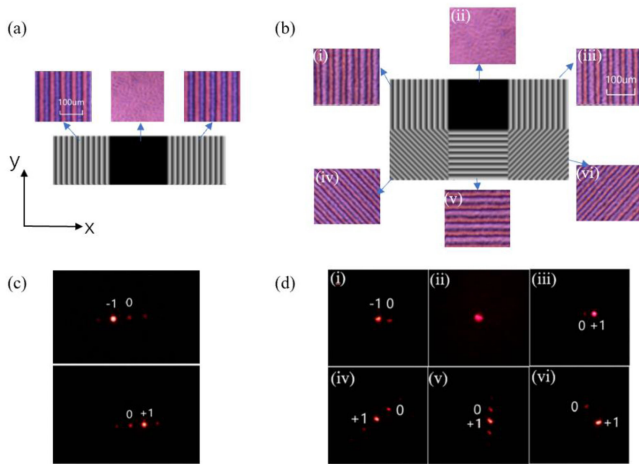 (a)
100um
y
x
(b)
(i)
(ii)
(iii)
100um
(iv)
(v)
(vi)
(c)
-1 0
0 +1
(d)
(i)
-1 0
(ii)
(iii)
0 +1
(iv)
+1 0
(v)
0
+1
(vi)
0
+1